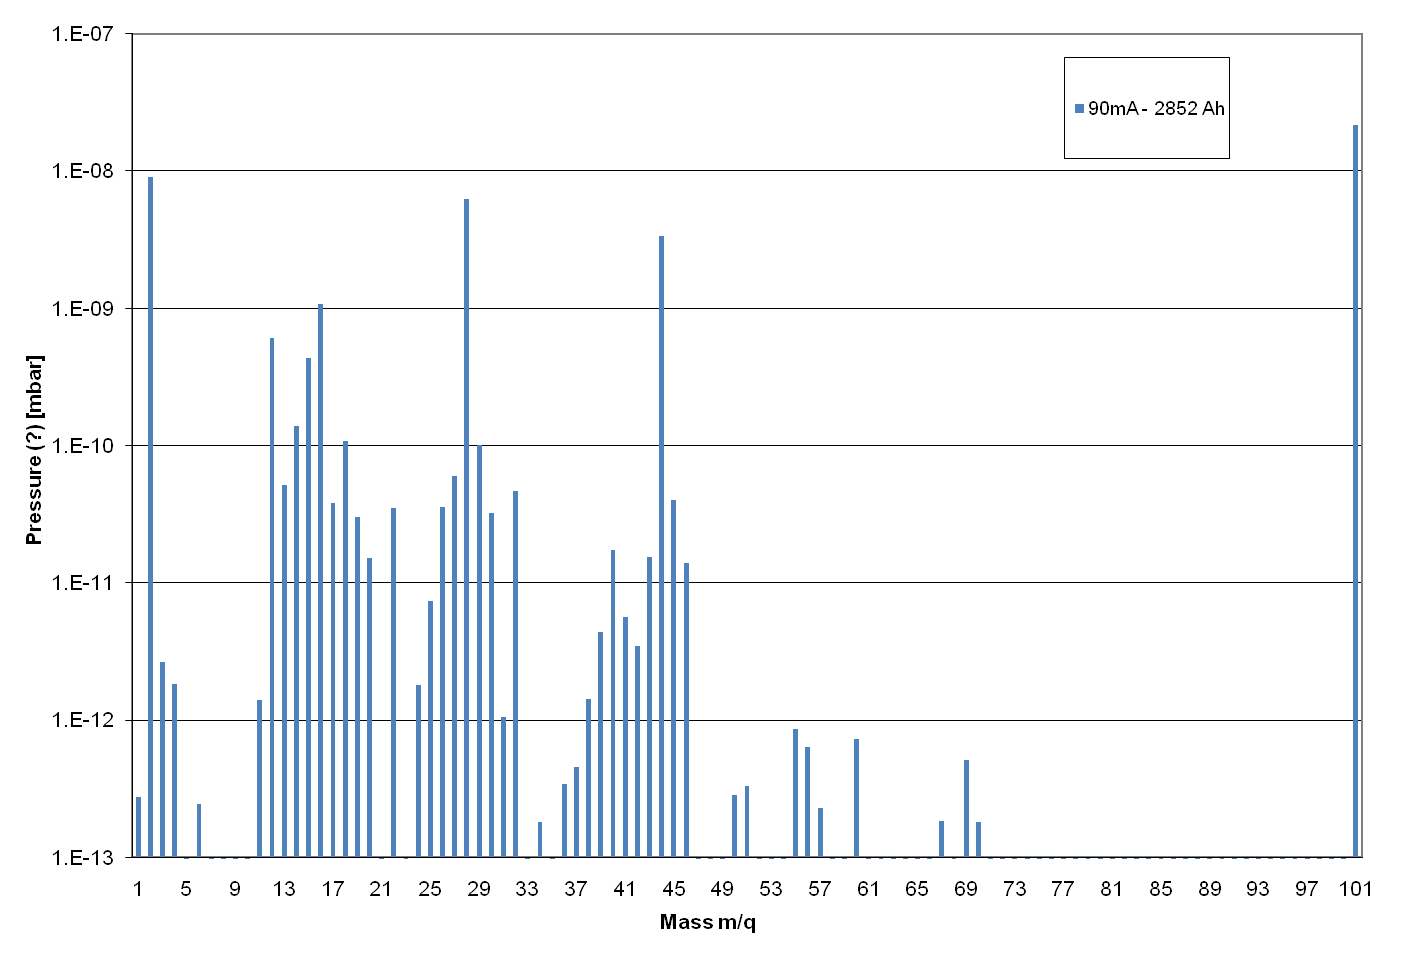 1.E-07
90mA - 2852 Ah
1.E-08
1.E-09
1.E-10
1.E-11
1.E-12
1.E-13
Pressure (?) [mbar]
1 5 9 13 17 21 25 29 33 37 41 45 49 53 57 61 65 69 73 77 81 85 89 93 97 101
Mass m/q